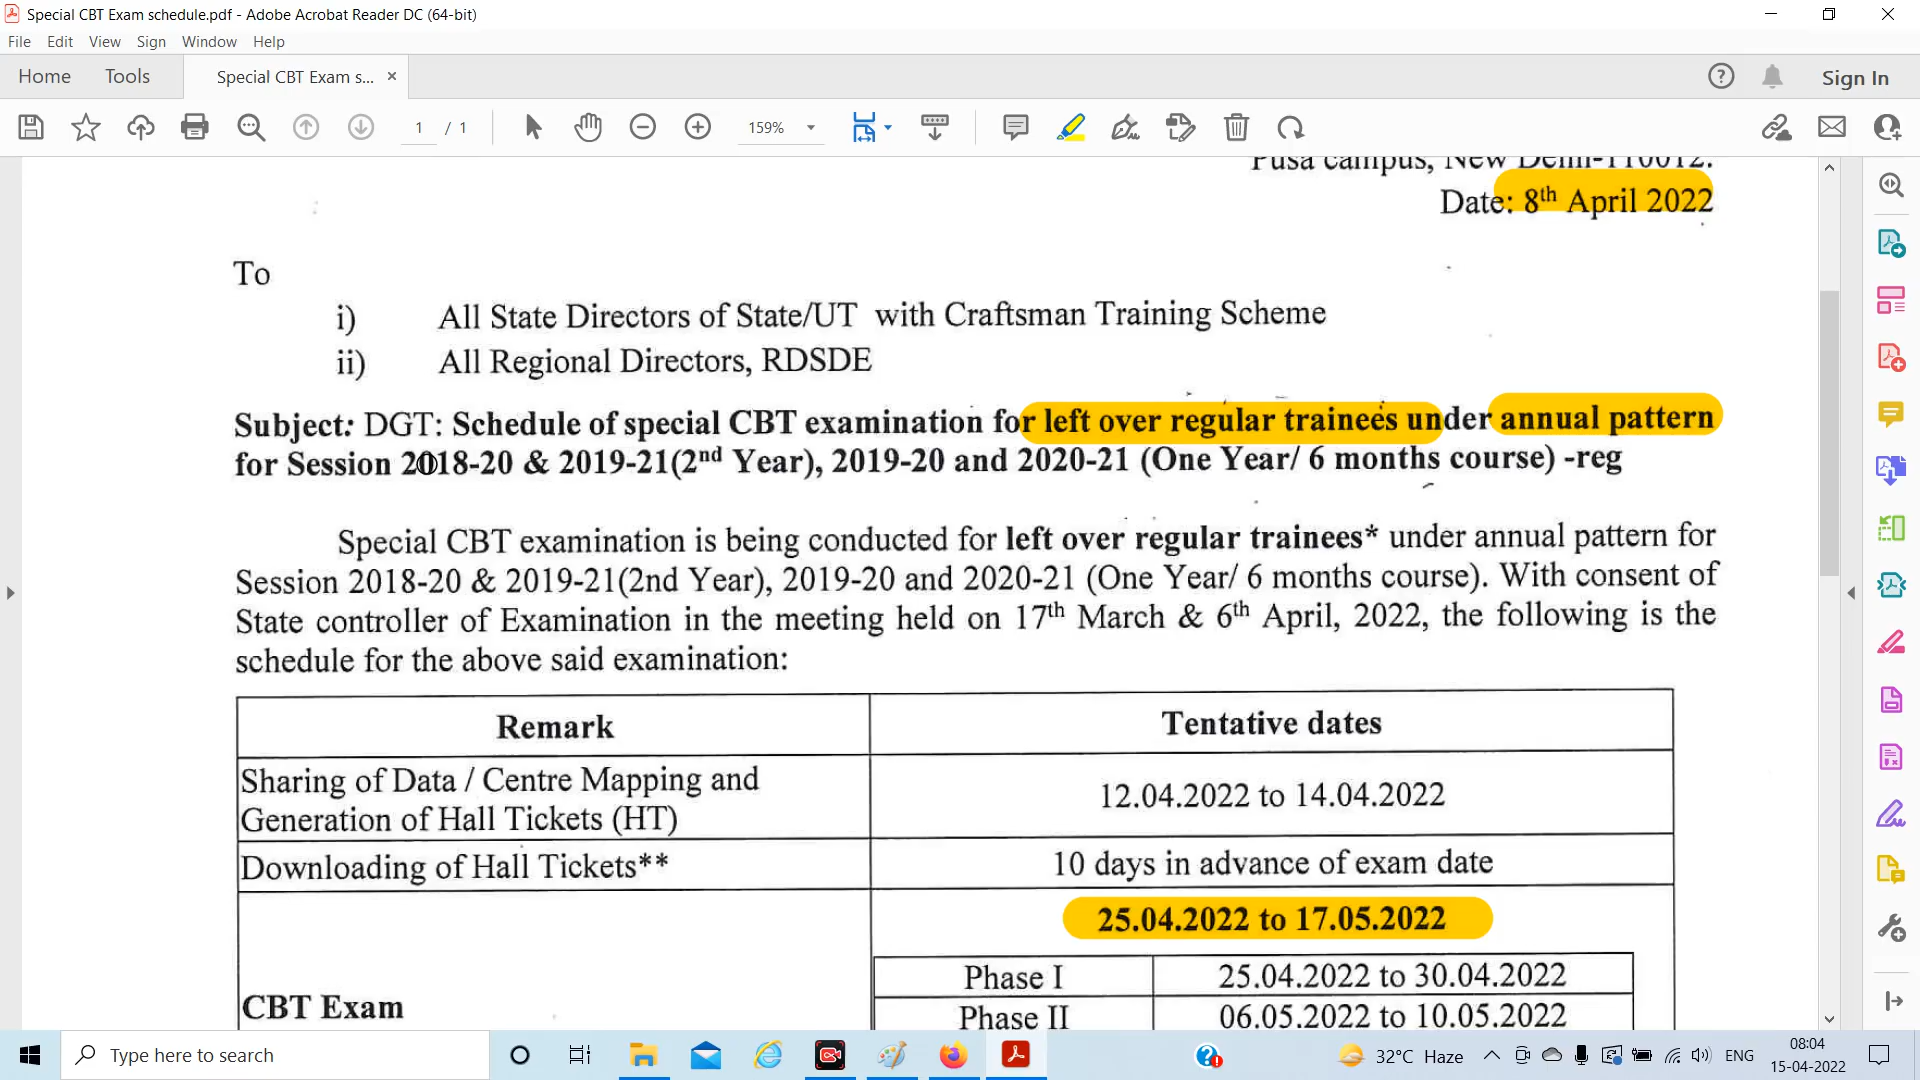 Special CBT Exam schedule.pdf - Adobe Acrobat Reader DC (64-bit)
File Edit View Sign Window Help
Home Tools Special CBT Exam s... × Sign In
1 / 1 159%
Pusa campus, New Delhi-110012.
Date: 8th April 2022
To
i) All State Directors of State/UT with Craftsman Training Scheme
ii) All Regional Directors, RDSDE
Subject: DGT: Schedule of special CBT examination for left over regular trainees under annual pattern
for Session 2018-20 & 2019-21(2nd Year), 2019-20 and 2020-21 (One Year/ 6 months course) -reg
Special CBT examination is being conducted for left over regular trainees* under annual pattern for
Session 2018-20 & 2019-21(2nd Year), 2019-20 and 2020-21 (One Year/ 6 months course). With consent of
State controller of Examination in the meeting held on 17th March & 6th April, 2022, the following is the
schedule for the above said examination:
Remark Tentative dates
Sharing of Data / Centre Mapping and
Generation of Hall Tickets (HT)
12.04.2022 to 14.04.2022
Downloading of Hall Tickets** 10 days in advance of exam date
25.04.2022 to 17.05.2022
Phase I 25.04.2022 to 30.04.2022
CBT Exam
Phase II 06.05.2022 to 10.05.2022
Type here to search
32°C Haze ENG
08:04
15-04-2022